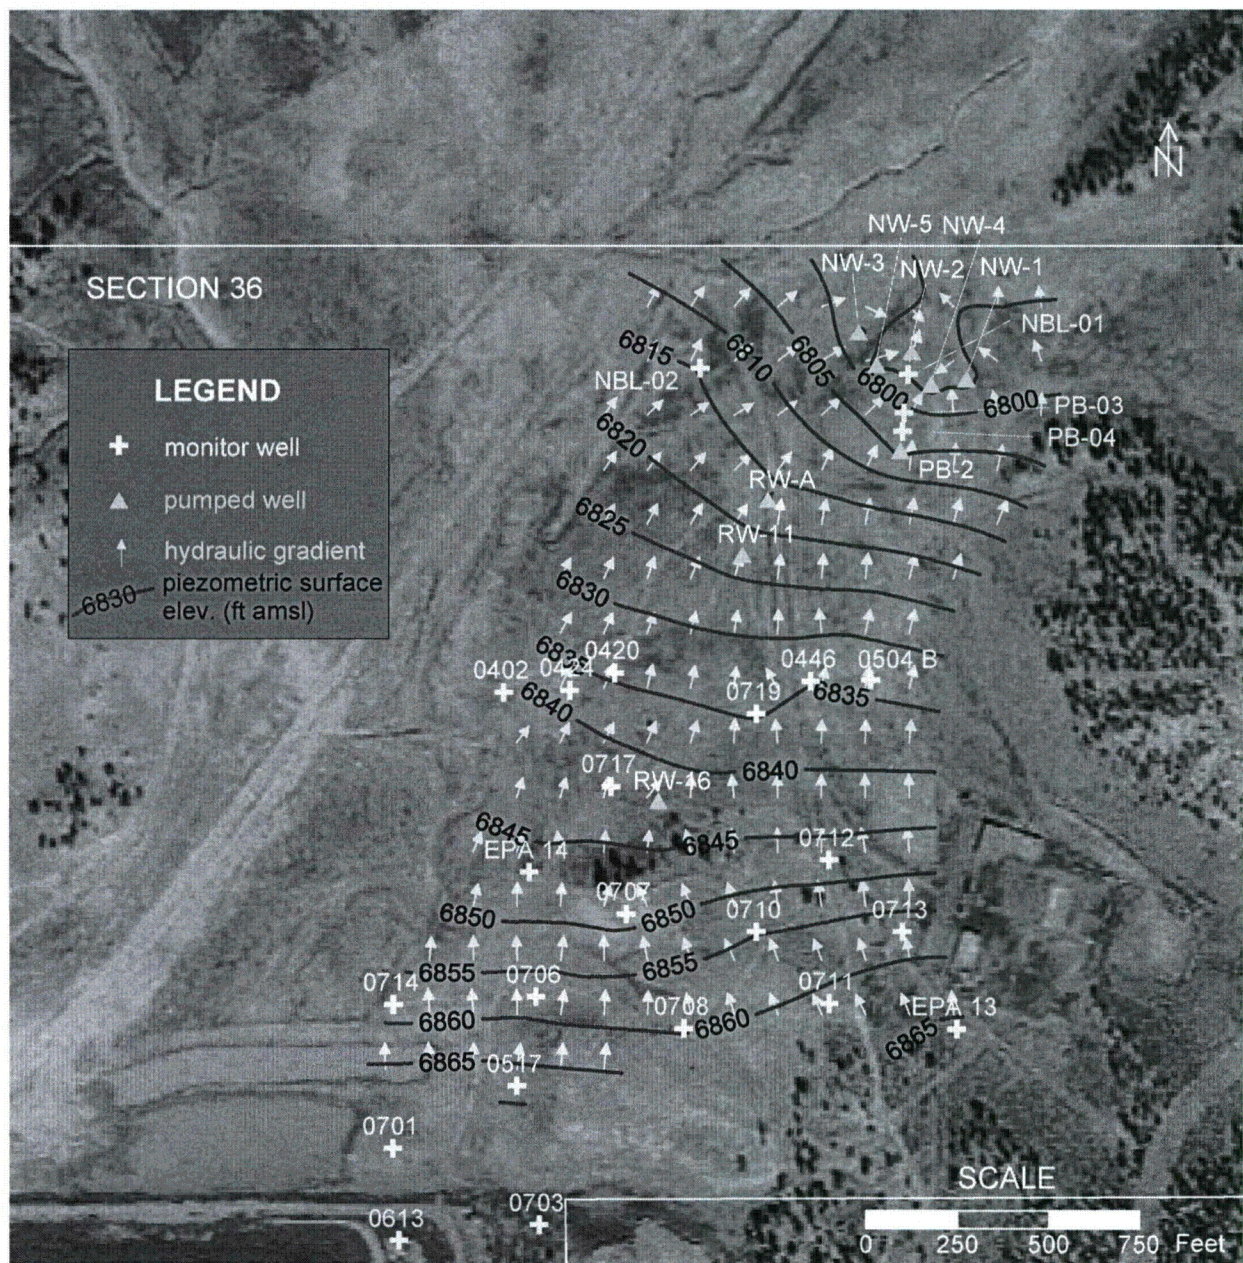 N
NW-5 NW-4
NW-3 NW-2 NW-1
SECTION 36
NBL-01
LEGEND
monitor well
pumped well
hydraulic gradient
6830 piezometric surface
elev. (ft amsl)
6815
6810
6805
6800
6800
NBL-02
PB-03
PB-04
PB-2
6820
RW-A
6825
RW-11
6830
6835
0402 0424 0420 0446 0504 B
0719
6835
6840
0717 RW-16 6840
6845 6845 0712
EPA 14
0707
6850 6850 0710 0713
6855 0706 6855
0714 0711
0708 EPA 13
6860 6860 6865
6865 0517
0701
SCALE
0703
0613
0 250 500 750 Feet